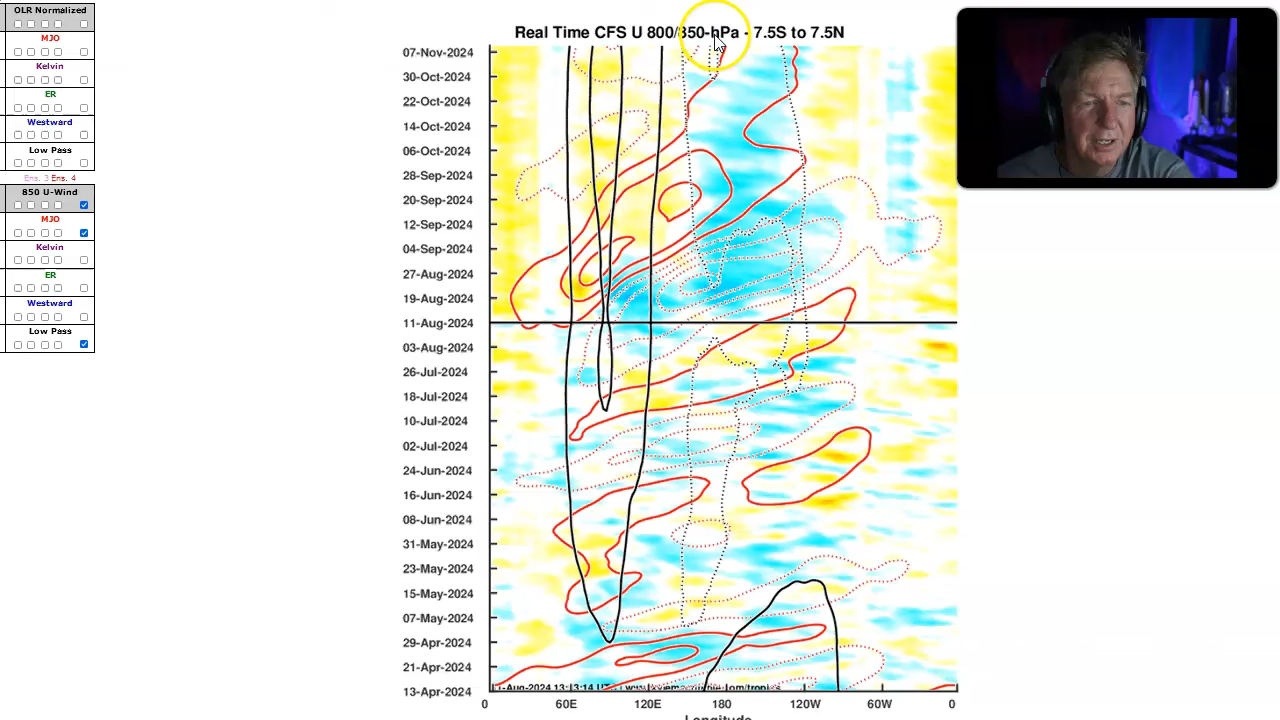 OLR Normalized
MJO
Kelvin
ER
Westward
Low Pass
Ens. 3 Ens. 4
850 U-Wind
MJO
Kelvin
ER
Westward
Low Pass
Real Time CFS U 800/850-hPa - 7.5S to 7.5N
07-Nov-2024
30-Oct-2024
22-Oct-2024
14-Oct-2024
06-Oct-2024
28-Sep-2024
20-Sep-2024
12-Sep-2024
04-Sep-2024
27-Aug-2024
19-Aug-2024
11-Aug-2024
03-Aug-2024
26-Jul-2024
18-Jul-2024
10-Jul-2024
02-Jul-2024
24-Jun-2024
16-Jun-2024
08-Jun-2024
31-May-2024
23-May-2024
15-May-2024
07-May-2024
29-Apr-2024
21-Apr-2024
13-Apr-2024
-Aug-2024
0 60E 120E 180 120W 60W 0
Longitude